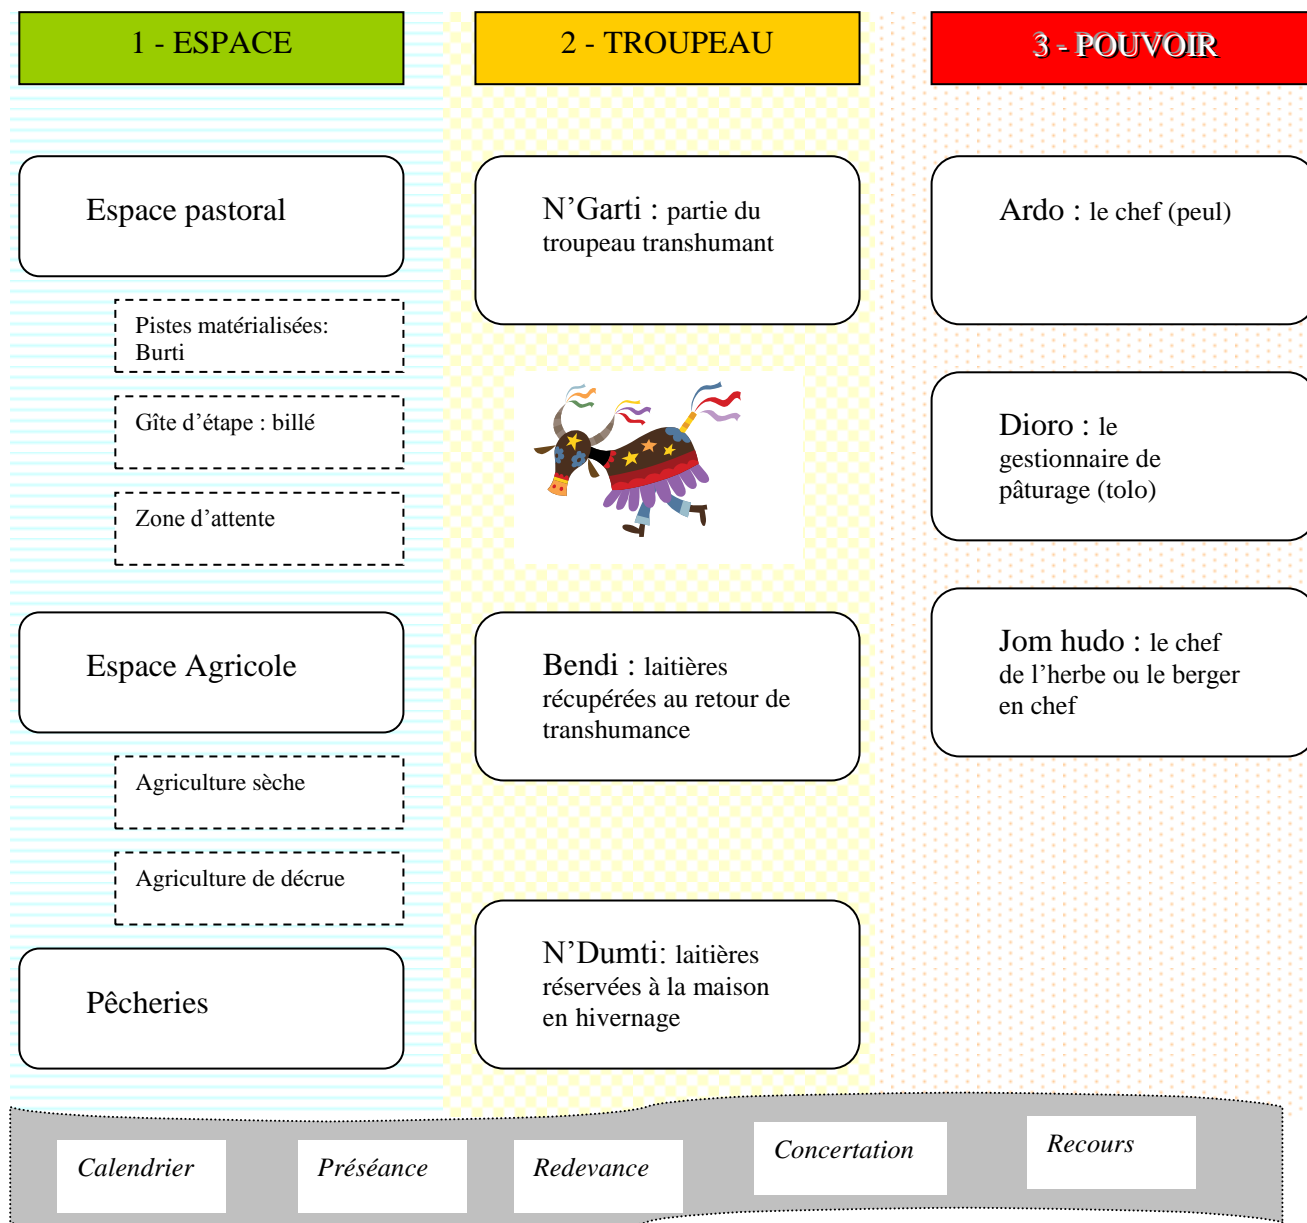 1 - ESPACE
Espace pastoral
Pistes matérialisées:
Burti
Gîte d’étape : billé
Zone d’attente
Espace Agricole
Agriculture sèche
Agriculture de décrue
Pêcheries
2 - TROUPEAU
N’Garti : partie du
troupeau transhumant
Bendi : laitières
récupérées au retour de
transhumance
N’Dumti: laitières
réservées à la maison
en hivernage
3 - POUVOIR
Ardo : le chef (peul)
Dioro : le
gestionnaire de
pâturage (tolo)
Jom hudo : le chef
de l’herbe ou le berger
en chef
Calendrier
Préséance
Redevance
Concertation
Recours